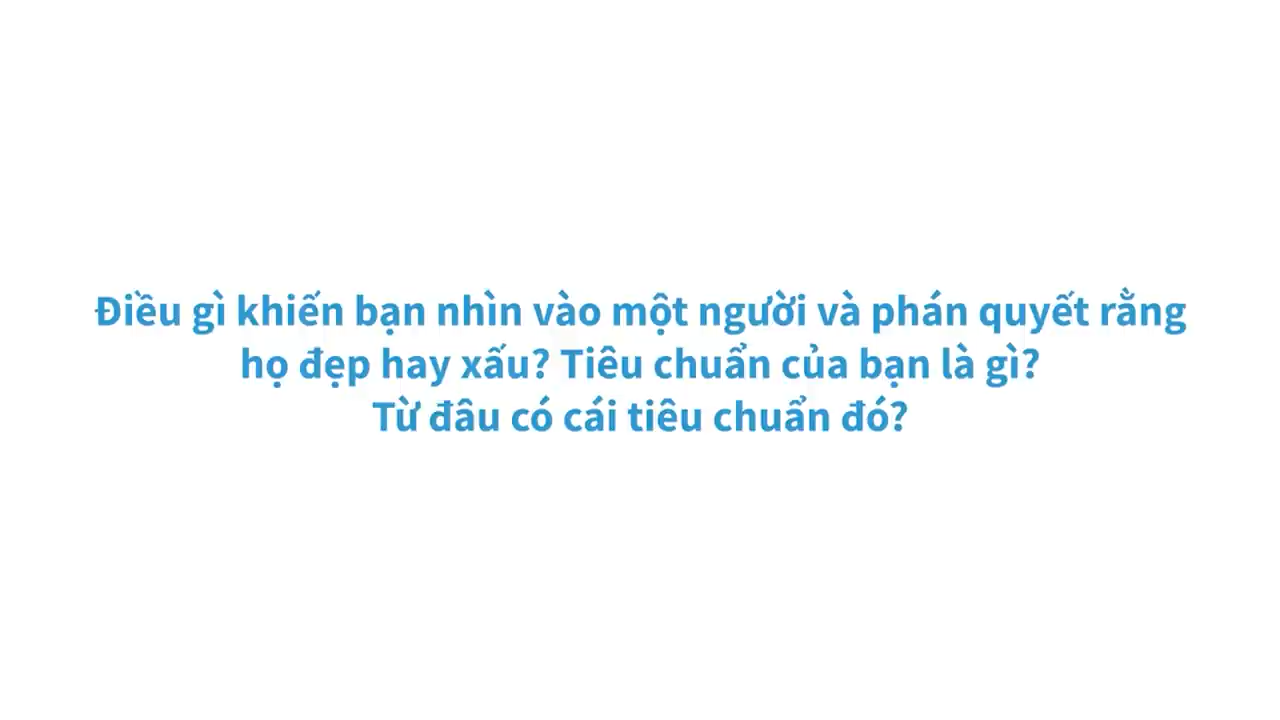 Điều gì khiến bạn nhìn vào một người và phán quyết rằng
họ đẹp hay xấu? Tiêu chuẩn của bạn là gì?
Từ đâu có cái tiêu chuẩn đó?